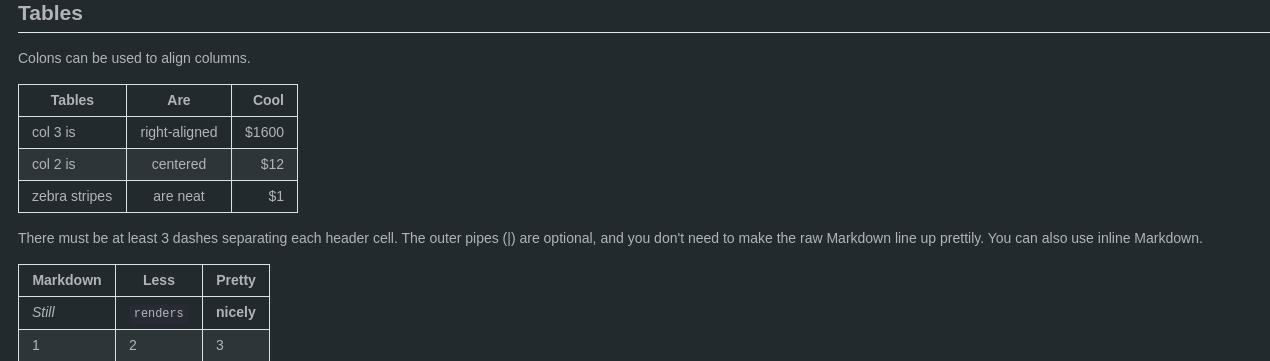 Tables
Colons can be used to align columns.
Tables Are Cool
col 3 is right-aligned $1600
col 2 is centered $12
zebra stripes are neat $1
There must be at least 3 dashes separating each header cell. The outer pipes (|) are optional, and you don't need to make the raw Markdown line up prettily. You can also use inline Markdown.
Markdown Less Pretty
Still renders nicely
1 2 3